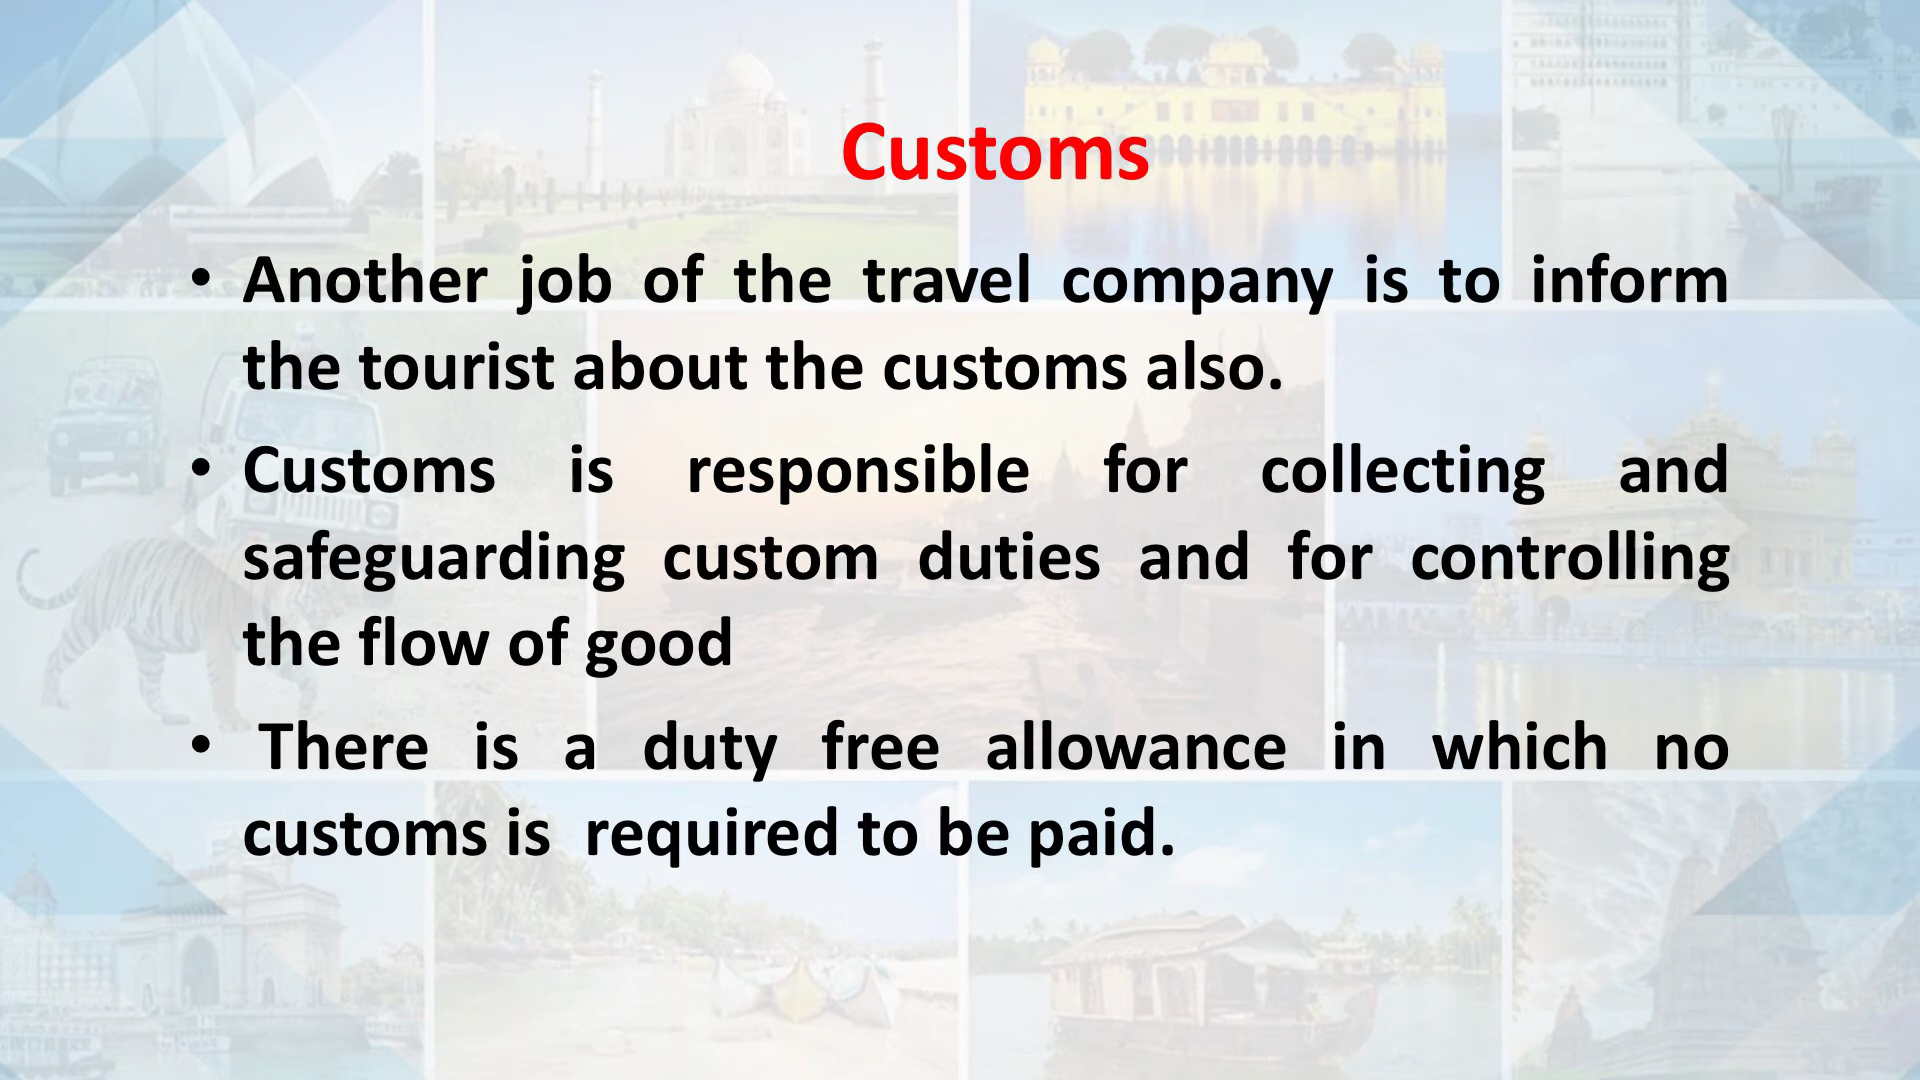 Customs
• Another job of the travel company is to inform
the tourist about the customs also.
• Customs is responsible for collecting and
safeguarding custom duties and for controlling
the flow of good
• There is a duty free allowance in which no
customs is  required to be paid.